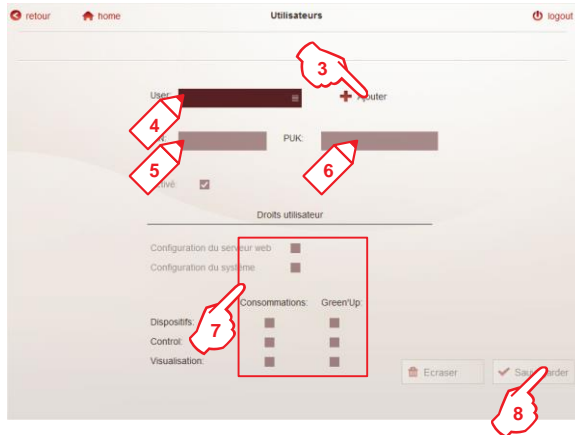 retour home Utilisateurs logout
3
User: Ajouter
4
PUK:
5 6
Droits utilisateur
Configuration du serveur web
Configuration du système
Consommations: Green'Up:
Dispositifs:
7
Control:
Visualisation:
Ecraser
8